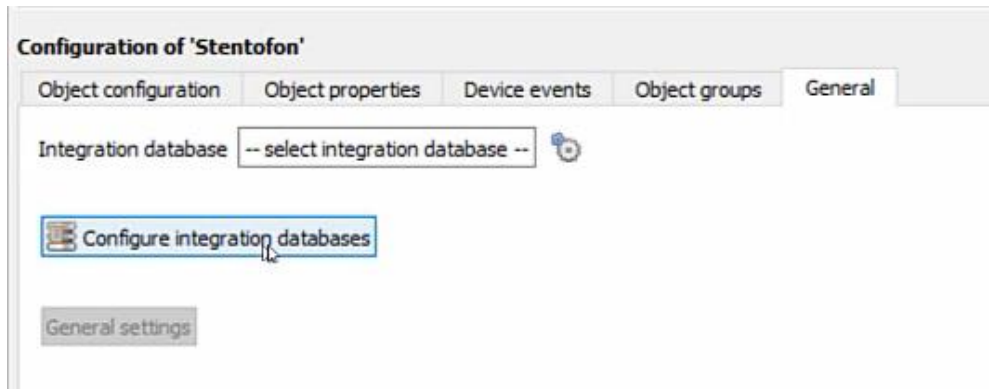 Configuration of 'Stentofon'
Object configuration Object properties Device events Object groups General
Integration database -- select integration database --
Configure integration databases
General settings